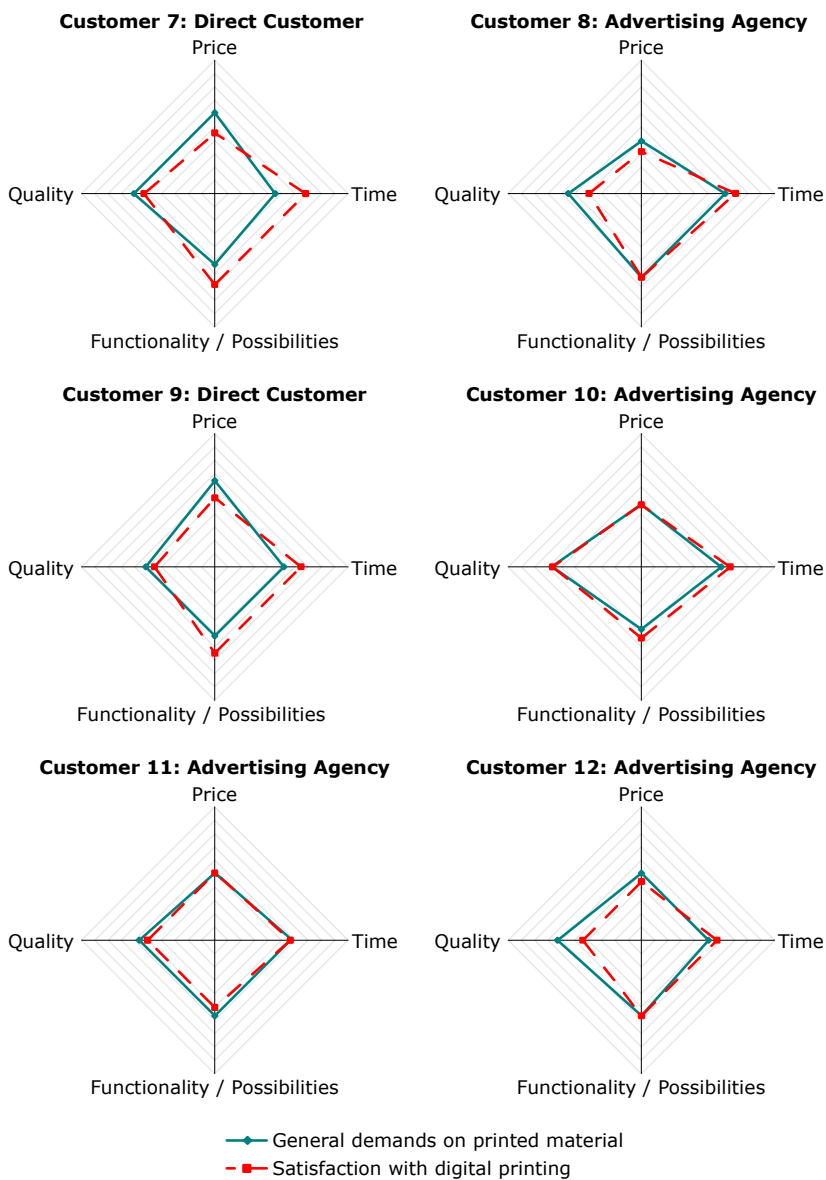 Customer 7: Direct Customer
Price
Quality
Time
Functionality / Possibilities
Customer 8: Advertising Agency
Price
Quality
Time
Functionality / Possibilities
Customer 9: Direct Customer
Price
Quality
Time
Functionality / Possibilities
Customer 10: Advertising Agency
Price
Quality
Time
Functionality / Possibilities
Customer 11: Advertising Agency
Price
Quality
Time
Functionality / Possibilities
Customer 12: Advertising Agency
Price
Quality
Time
Functionality / Possibilities
General demands on printed material
Satisfaction with digital printing